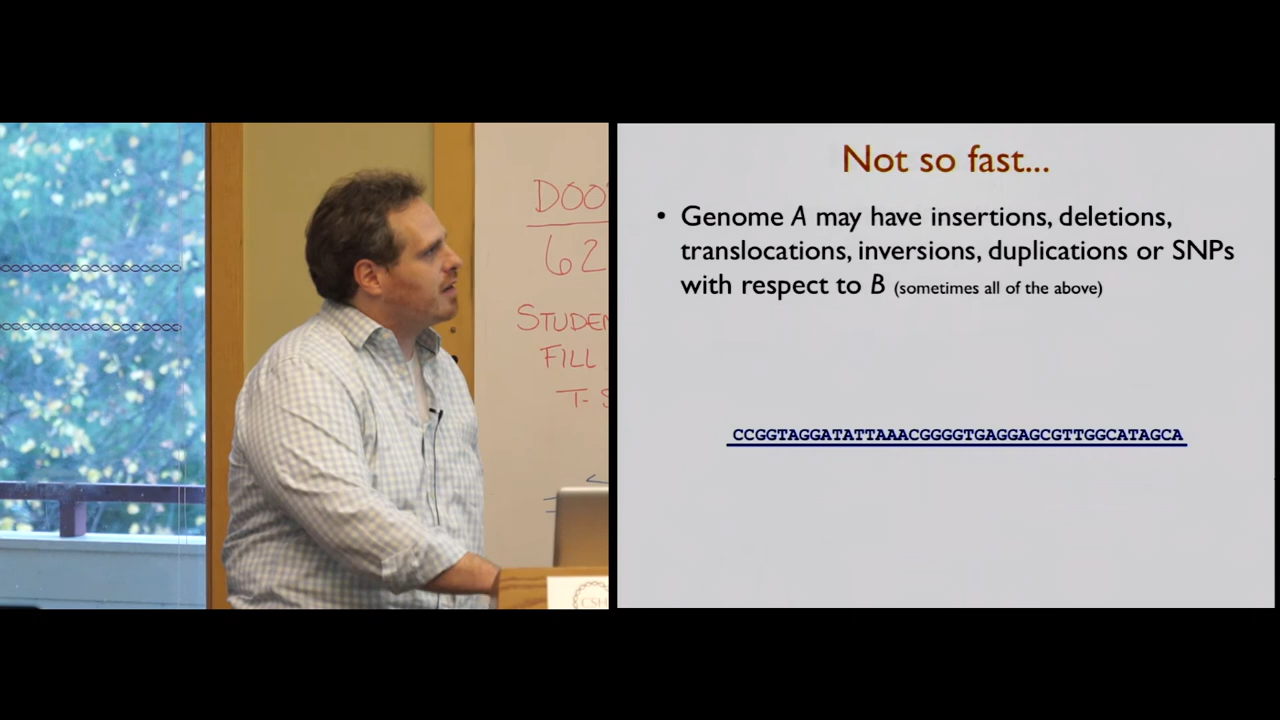 DOO
62
STUDEN
FILL
T- S
CSH
Not so fast...
• Genome A may have insertions, deletions,
translocations, inversions, duplications or SNPs
with respect to B (sometimes all of the above)
CCGGTAGGATATTAAACGGGGTGAGGAGCGTTGGCATAGCA